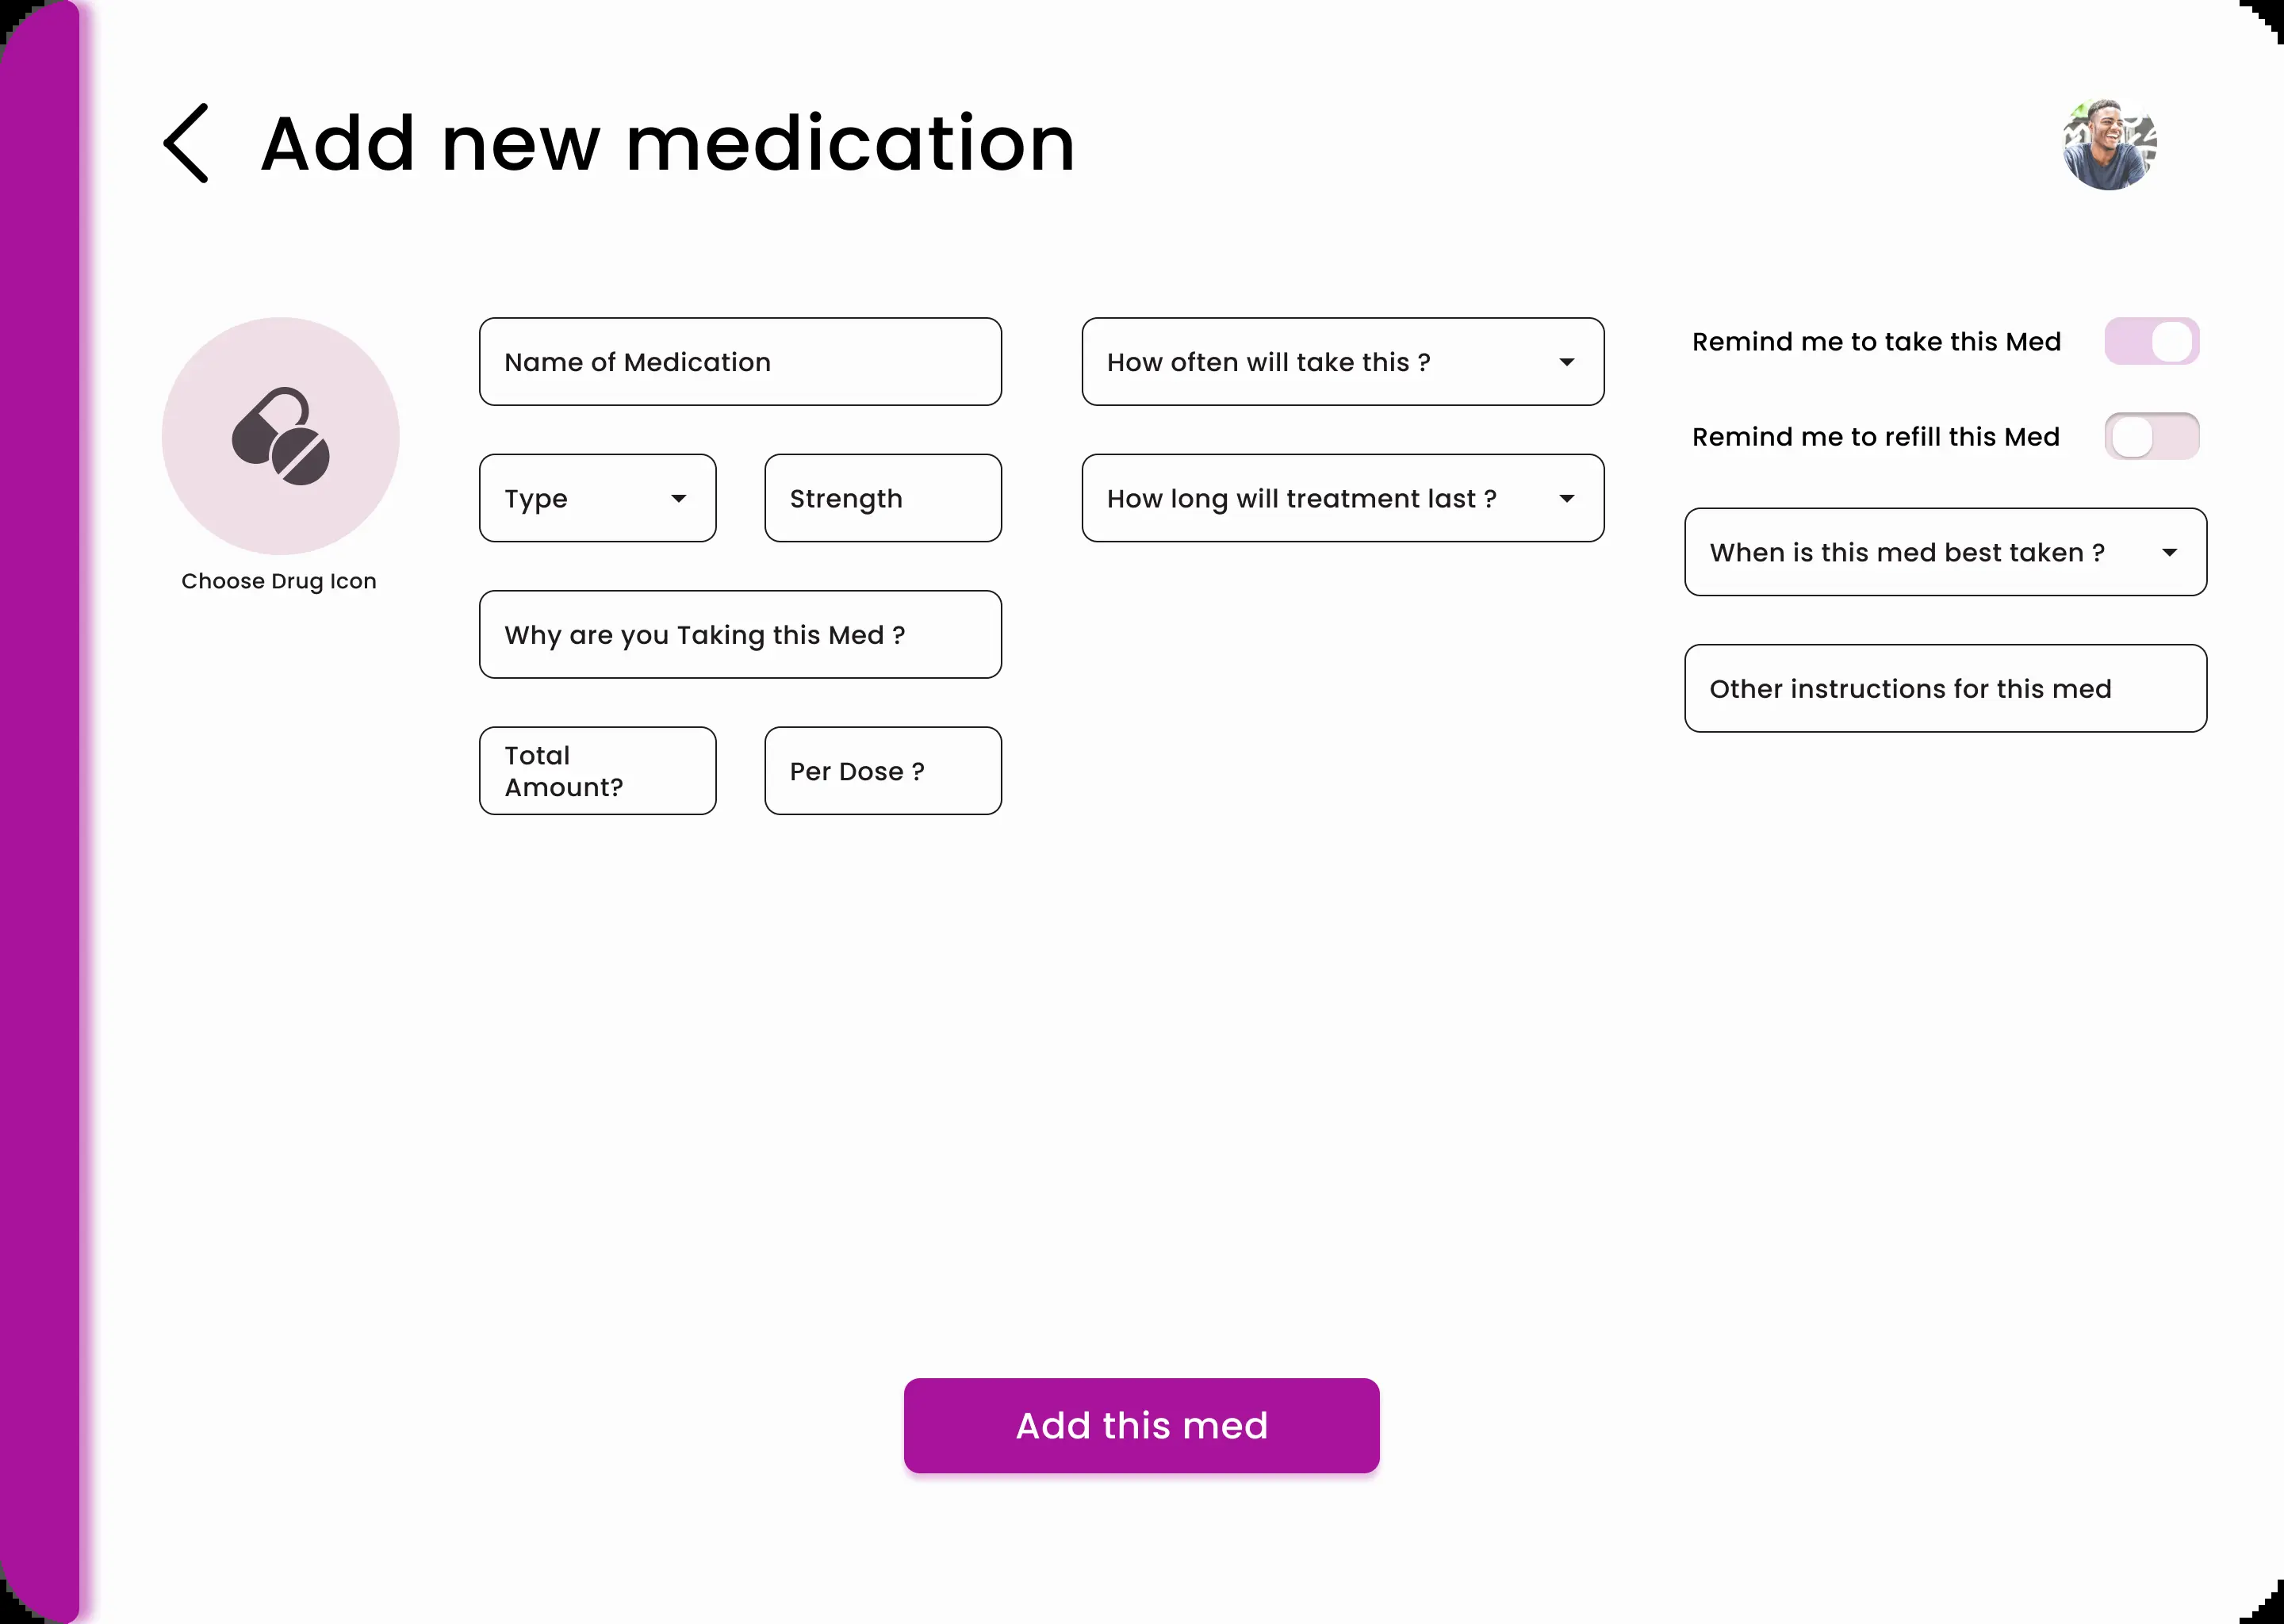 Add new medication
Choose Drug Icon
Name of Medication
Type
Strength
Why are you Taking this Med ?
Total
Amount?
Per Dose ?
How often will take this ?
How long will treatment last ?
Remind me to take this Med
Remind me to refill this Med
When is this med best taken ?
Other instructions for this med
Add this med